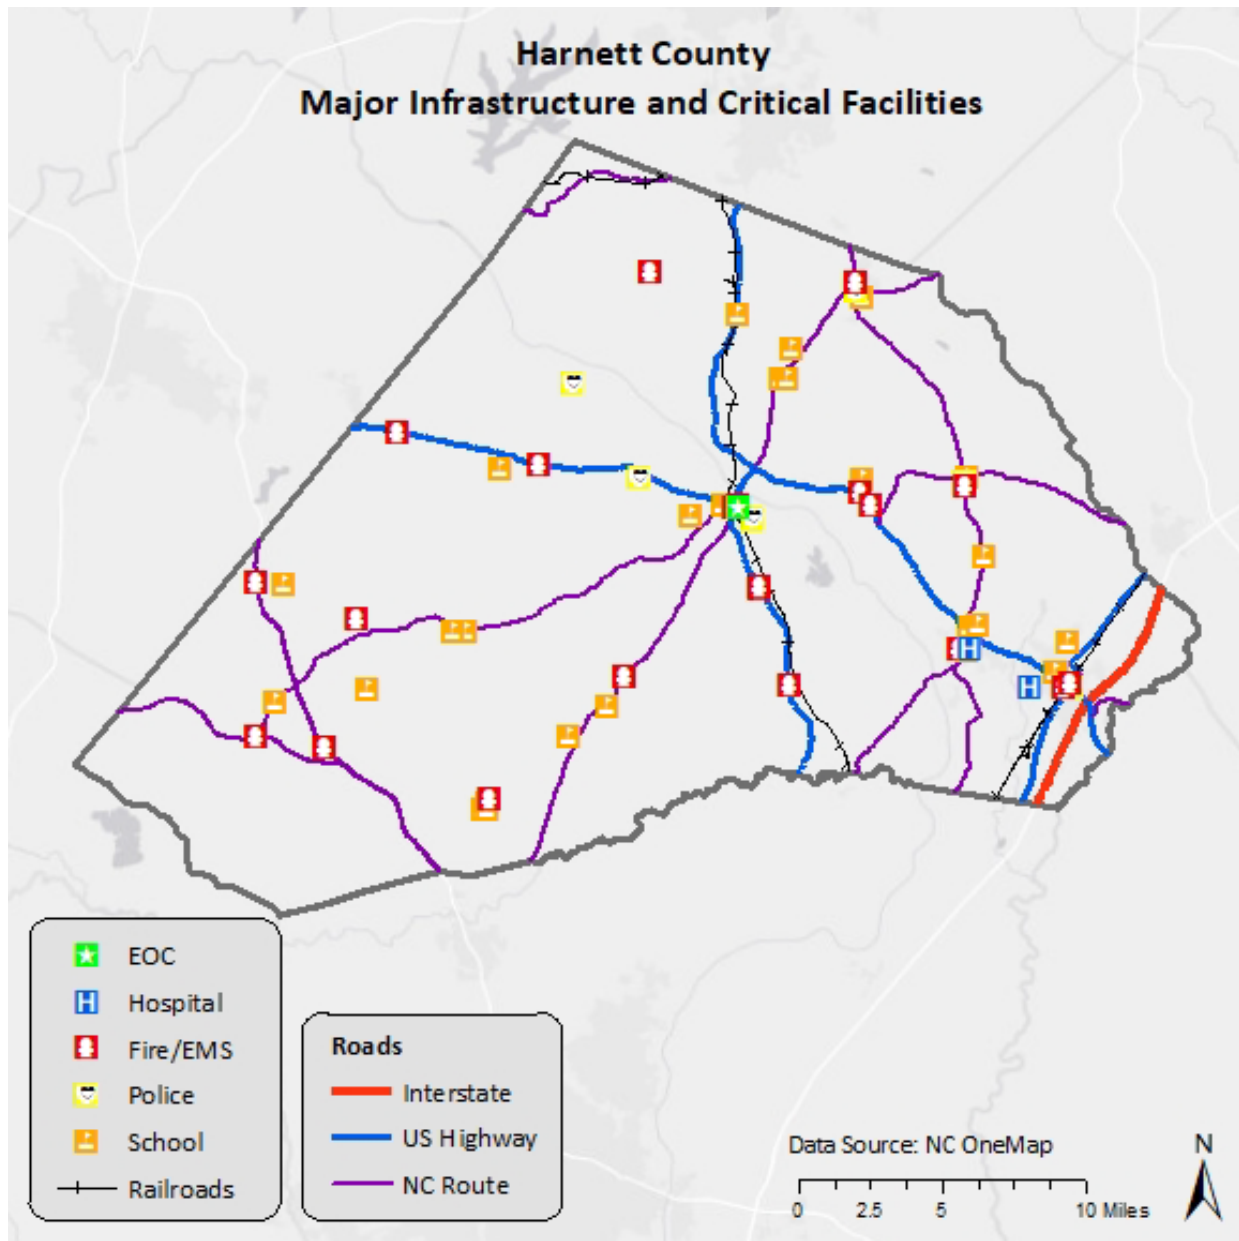 Harnett County
Major Infrastructure and Critical Facilities
EOC
Hospital
Fire/EMS
Police
School
Railroads
Roads
Interstate
US Highway
NC Route
Data Source: NC OneMap
0 2.5 5 10 Miles
N